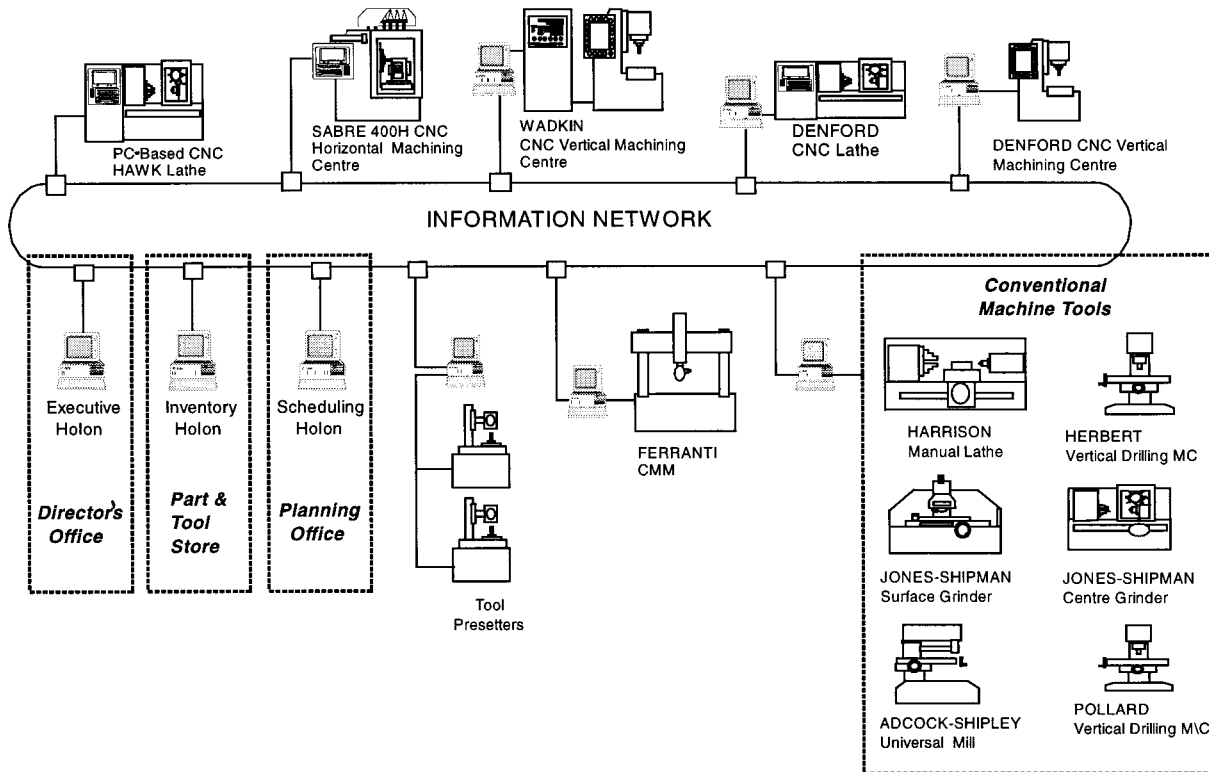 PC-Based CNC
HAWK Lathe
SABRE 400H CNC
Horizontal Machining
Centre
WADKIN
CNC Vertical Machining
Centre
DENFORD
CNC Lathe
DENFORD CNC Vertical
Machining Centre
INFORMATION NETWORK
Executive
Holon
Director's
Office
Inventory
Holon
Part &
Tool
Store
Scheduling
Holon
Planning
Office
Tool
Presetters
FERRANTI
CMM
Conventional
Machine Tools
HARRISON
Manual Lathe
HERBERT
Vertical Drilling MC
JONES-SHIPMAN
Surface Grinder
JONES-SHIPMAN
Centre Grinder
ADCOCK-SHIPLEY
Universal Mill
POLLARD
Vertical Drilling M\C